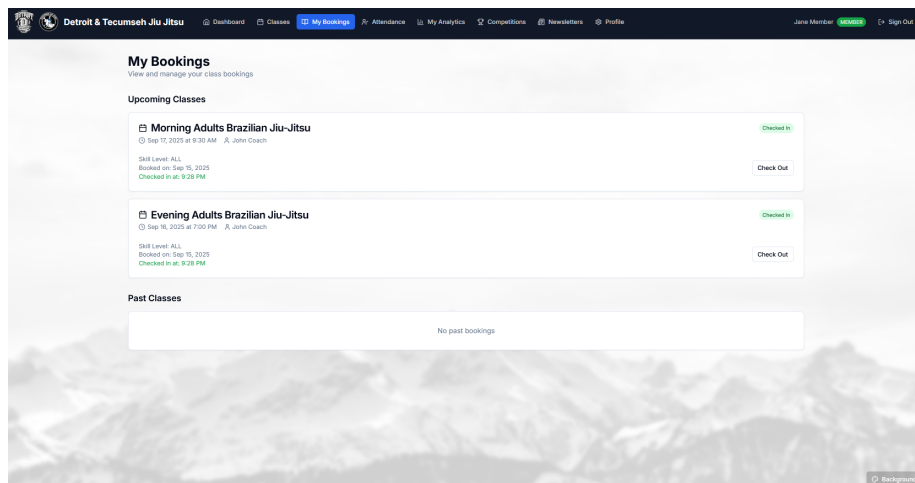 Detroit & Tecumseh Jiu Jitsu
Dashboard
Classes
My Bookings
Attendance
My Analytics
Competitions
Newsletters
Profile
Jane Member
MEMBER
Sign Out
My Bookings
View and manage your class bookings
Upcoming Classes
Morning Adults Brazilian Jiu-Jitsu
Checked In
Sep 17, 2025 at 9:30 AM John Coach
Skill Level: ALL
Booked on: Sep 15, 2025
Checked in at: 9:28 PM
Check Out
Evening Adults Brazilian Jiu-Jitsu
Checked In
Sep 16, 2025 at 7:00 PM John Coach
Skill Level: ALL
Booked on: Sep 15, 2025
Checked in at: 9:28 PM
Check Out
Past Classes
No past bookings
Background